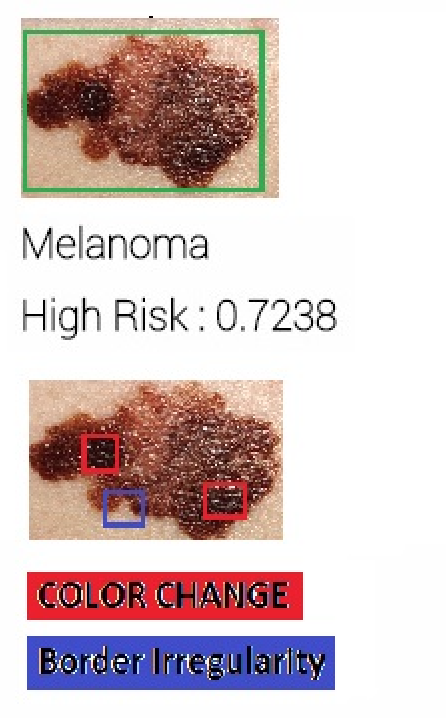 Melanoma
High Risk : 0.7238
COLOR CHANGE
Border Irregularity